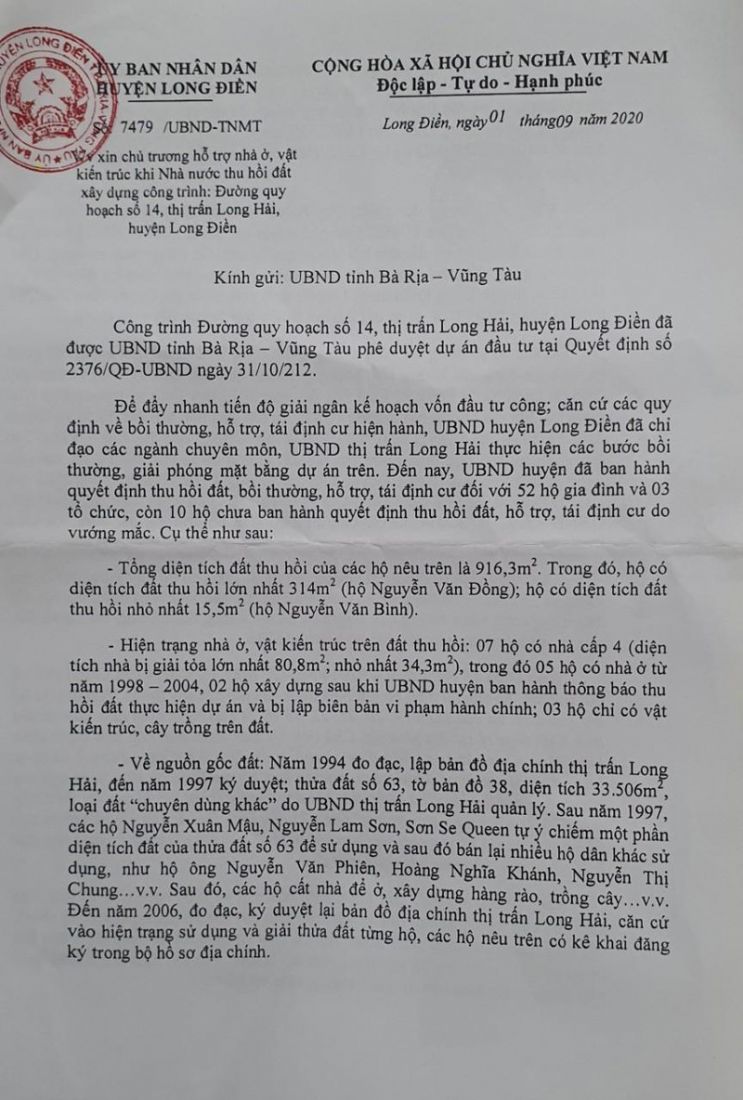 ỦY BAN NHÂN DÂN
HUYỆN LONG ĐIỀN
Số: 7479 /UBND-TNMT
V/v xin chủ trương hỗ trợ nhà ở, vật
kiến trúc khi Nhà nước thu hồi đất
xây dựng công trình: Đường quy
hoạch số 14, thị trấn Long Hải,
huyện Long Điền
CỘNG HÒA XÃ HỘI CHỦ NGHĨA VIỆT NAM
Độc lập - Tự do - Hạnh phúc
Long Điền, ngày 01 tháng 09 năm 2020
Kính gửi: UBND tỉnh Bà Rịa – Vũng Tàu
Công trình Đường quy hoạch số 14, thị trấn Long Hải, huyện Long Điền đã
được UBND tỉnh Bà Rịa – Vũng Tàu phê duyệt dự án đầu tư tại Quyết định số
2376/QĐ-UBND ngày 31/10/212.
Để đẩy nhanh tiến độ giải ngân kế hoạch vốn đầu tư công; căn cứ các quy
định về bồi thường, hỗ trợ, tái định cư hiện hành, UBND huyện Long Điền đã chỉ
đạo các ngành chuyên môn, UBND thị trấn Long Hải thực hiện các bước bồi
thường, giải phóng mặt bằng dự án trên. Đến nay, UBND huyện đã ban hành
quyết định thu hồi đất, bồi thường, hỗ trợ, tái định cư đối với 52 hộ gia đình và 03
tổ chức, còn 10 hộ chưa ban hành quyết định thu hồi đất, hỗ trợ, tái định cư do
vướng mắc. Cụ thể như sau:
- Tổng diện tích đất thu hồi của các hộ nêu trên là 916,3m². Trong đó, hộ có
diện tích đất thu hồi lớn nhất 314m² (hộ Nguyễn Văn Đồng); hộ có diện tích đất
thu hồi nhỏ nhất 15,5m² (hộ Nguyễn Văn Bình).
- Hiện trạng nhà ở, vật kiến trúc trên đất thu hồi: 07 hộ có nhà cấp 4 (diện
tích nhà bị giải tỏa lớn nhất 80,8m²; nhỏ nhất 34,3m²), trong đó 05 hộ có nhà ở từ
năm 1998 – 2004, 02 hộ xây dựng sau khi UBND huyện ban hành thông báo thu
hồi đất thực hiện dự án và bị lập biên bản vi phạm hành chính; 03 hộ chỉ có vật
kiến trúc, cây trồng trên đất.
- Về nguồn gốc đất: Năm 1994 đo đạc, lập bản đồ địa chính thị trấn Long
Hải, đến năm 1997 ký duyệt; thửa đất số 63, tờ bản đồ 38, diện tích 33.506m²,
loại đất “chuyên dùng khác” do UBND thị trấn Long Hải quản lý. Sau năm 1997,
các hộ Nguyễn Xuân Mậu, Nguyễn Lam Sơn, Sơn Se Queen tự ý chiếm một phần
diện tích đất của thửa đất số 63 để sử dụng và sau đó bán lại nhiều hộ dân khác sử
dụng, như hộ ông Nguyễn Văn Phiên, Hoàng Nghĩa Khánh, Nguyễn Thị
Chung…v.v. Sau đó, các hộ cất nhà để ở, xây dựng hàng rào, trồng cây…v.v.
Đến năm 2006, đo đạc, ký duyệt lại bản đồ địa chính thị trấn Long Hải, căn cứ
vào hiện trạng sử dụng và giải thửa đất từng hộ, các hộ nêu trên có kê khai đăng
ký trong bộ hồ sơ địa chính.